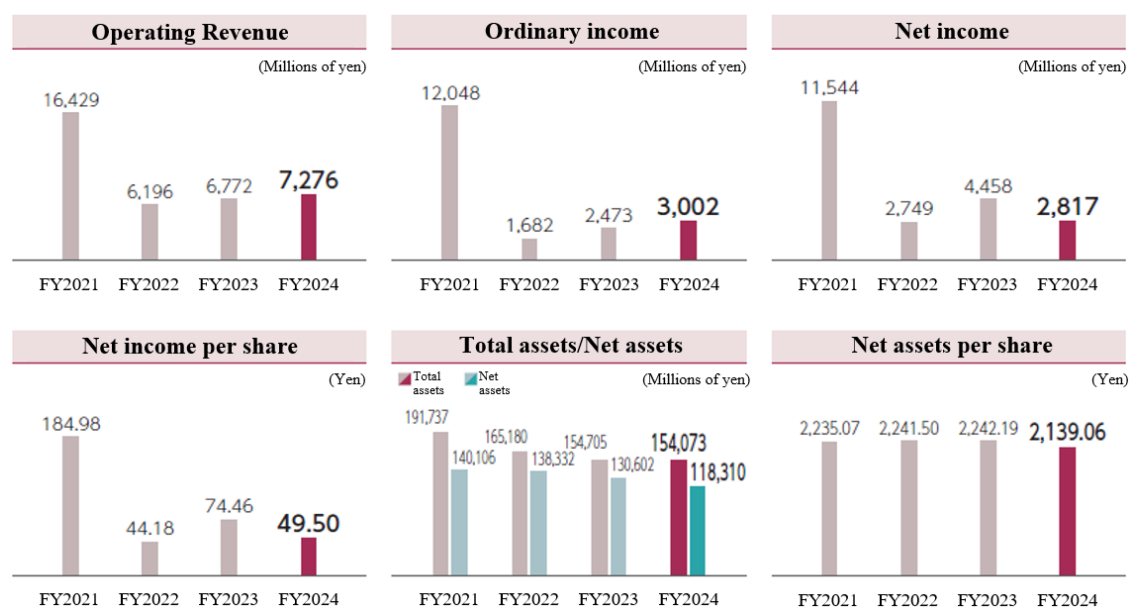 Operating Revenue
(Millions of yen)
16,429
6,196
6,772
7,276
FY2021 FY2022 FY2023 FY2024
Ordinary income
(Millions of yen)
12,048
1,682
2,473
3,002
FY2021 FY2022 FY2023 FY2024
Net income
(Millions of yen)
11,544
2,749
4,458
2,817
FY2021 FY2022 FY2023 FY2024
Net income per share
(Yen)
184.98
44.18
74.46
49.50
FY2021 FY2022 FY2023 FY2024
Total assets/Net assets
Total
assets
Net
assets
(Millions of yen)
191,737
140,106
165,180
138,332
154,705
130,602
154,073
118,310
FY2021 FY2022 FY2023 FY2024
Net assets per share
(Yen)
2,235.07
2,241.50
2,242.19
2,139.06
FY2021 FY2022 FY2023 FY2024